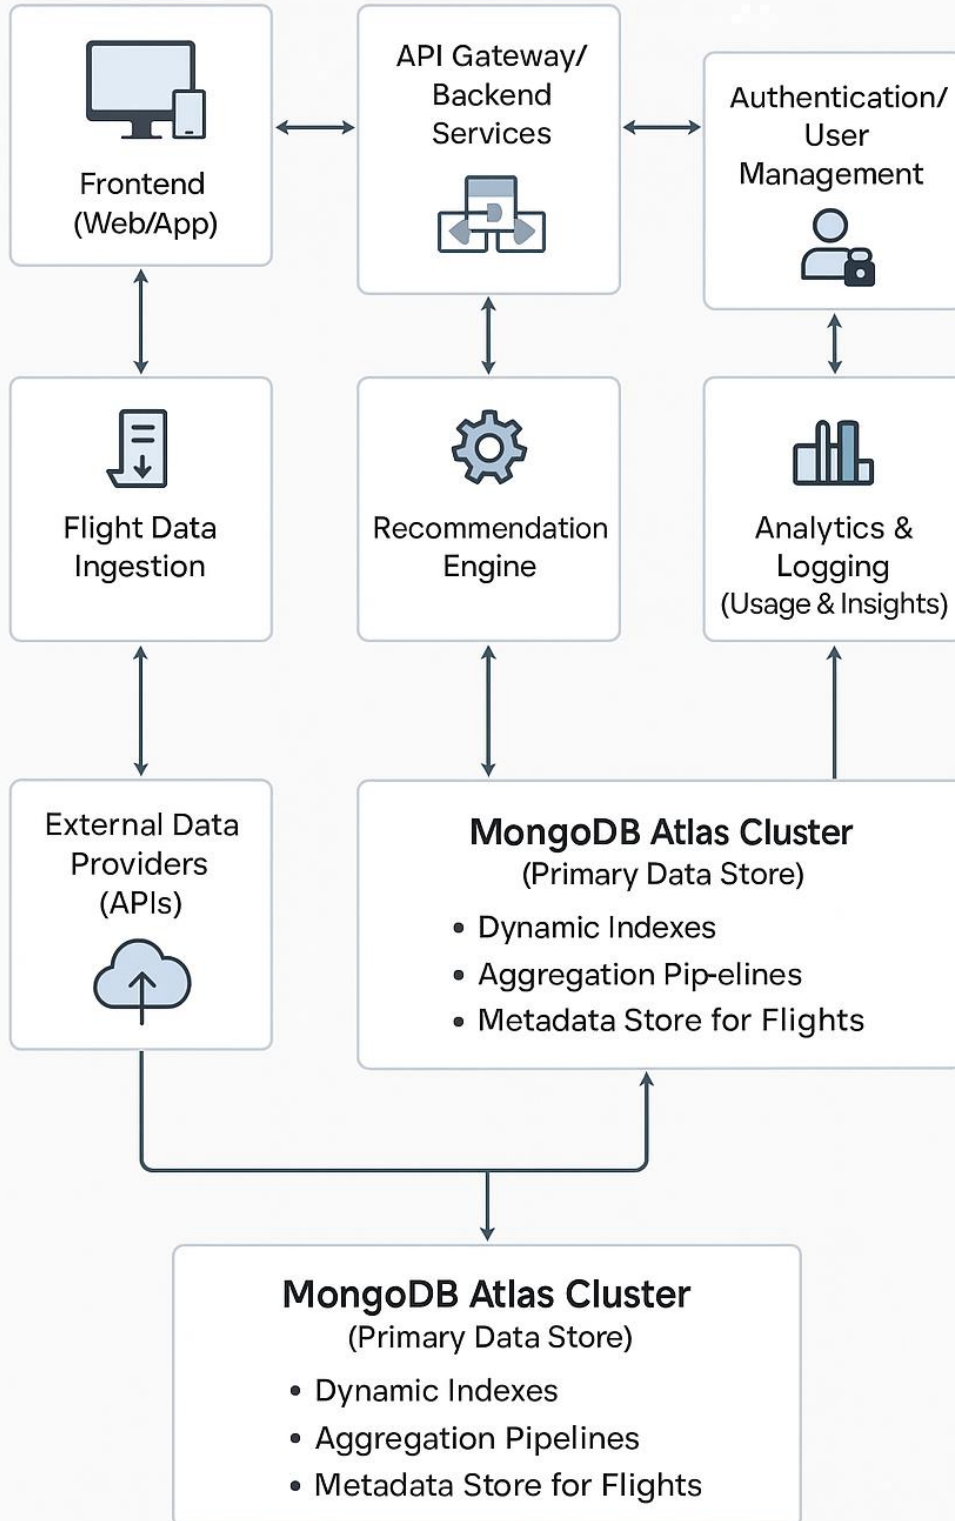 Frontend
(Web/App)
API Gateway/
Backend
Services
Authentication/
User
Management
Flight Data
Ingestion
Recommendation
Engine
Analytics &
Logging
(Usage & Insights)
External Data
Providers
(APIs)
MongoDB Atlas Cluster
(Primary Data Store)
• Dynamic Indexes
• Aggregation Pip-elines
• Metadata Store for Flights
MongoDB Atlas Cluster
(Primary Data Store)
• Dynamic Indexes
• Aggregation Pipelines
• Metadata Store for Flights